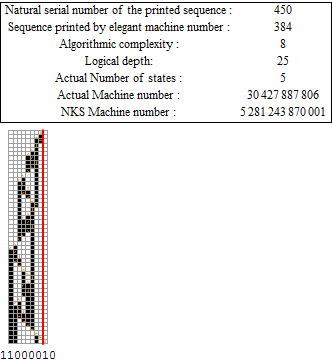 Natural serial number of the printed sequence : 450
Sequence printed by elegant machine number : 384
Algorithmic complexity : 8
Logical depth: 25
Actual Number of states : 5
Actual Machine number : 30 427 887 806
NKS Machine number : 5 281 243 870 001
11000010